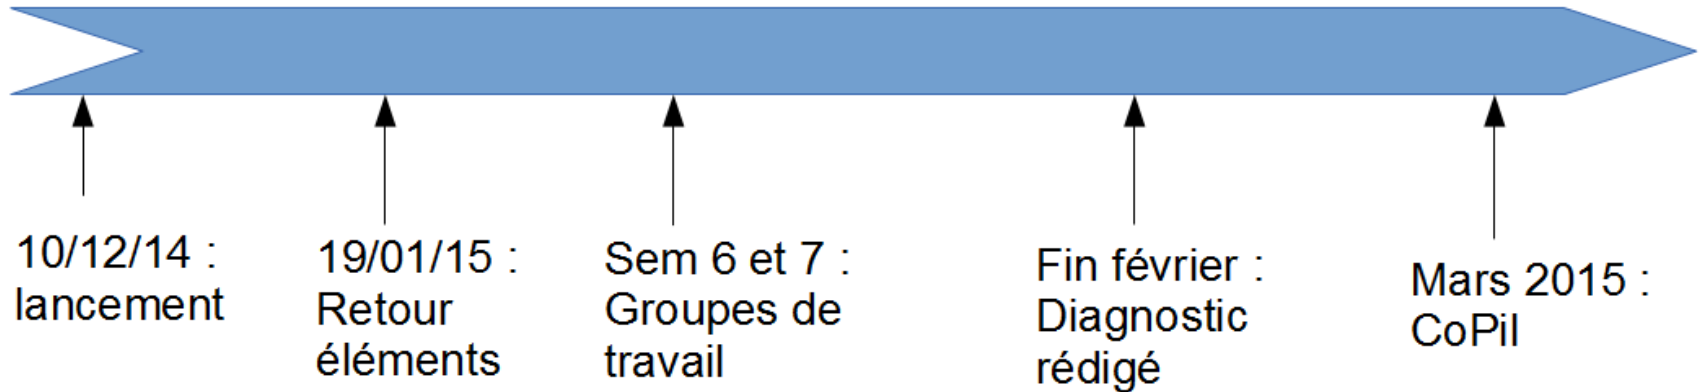 10/12/14 :
lancement
19/01/15 :
Retour
éléments
Sem 6 et 7 :
Groupes de
travail
Fin février :
Diagnostic
rédigé
Mars 2015 :
CoPil